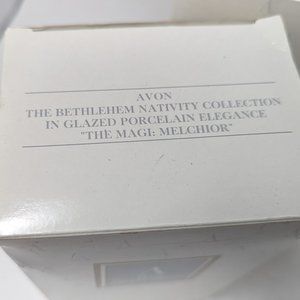 AVON
THE BETHLEHEM NATIVITY COLLECTION
IN GLAZED PORCELAIN ELEGANCE
"THE MAGI: MELCHIOR"